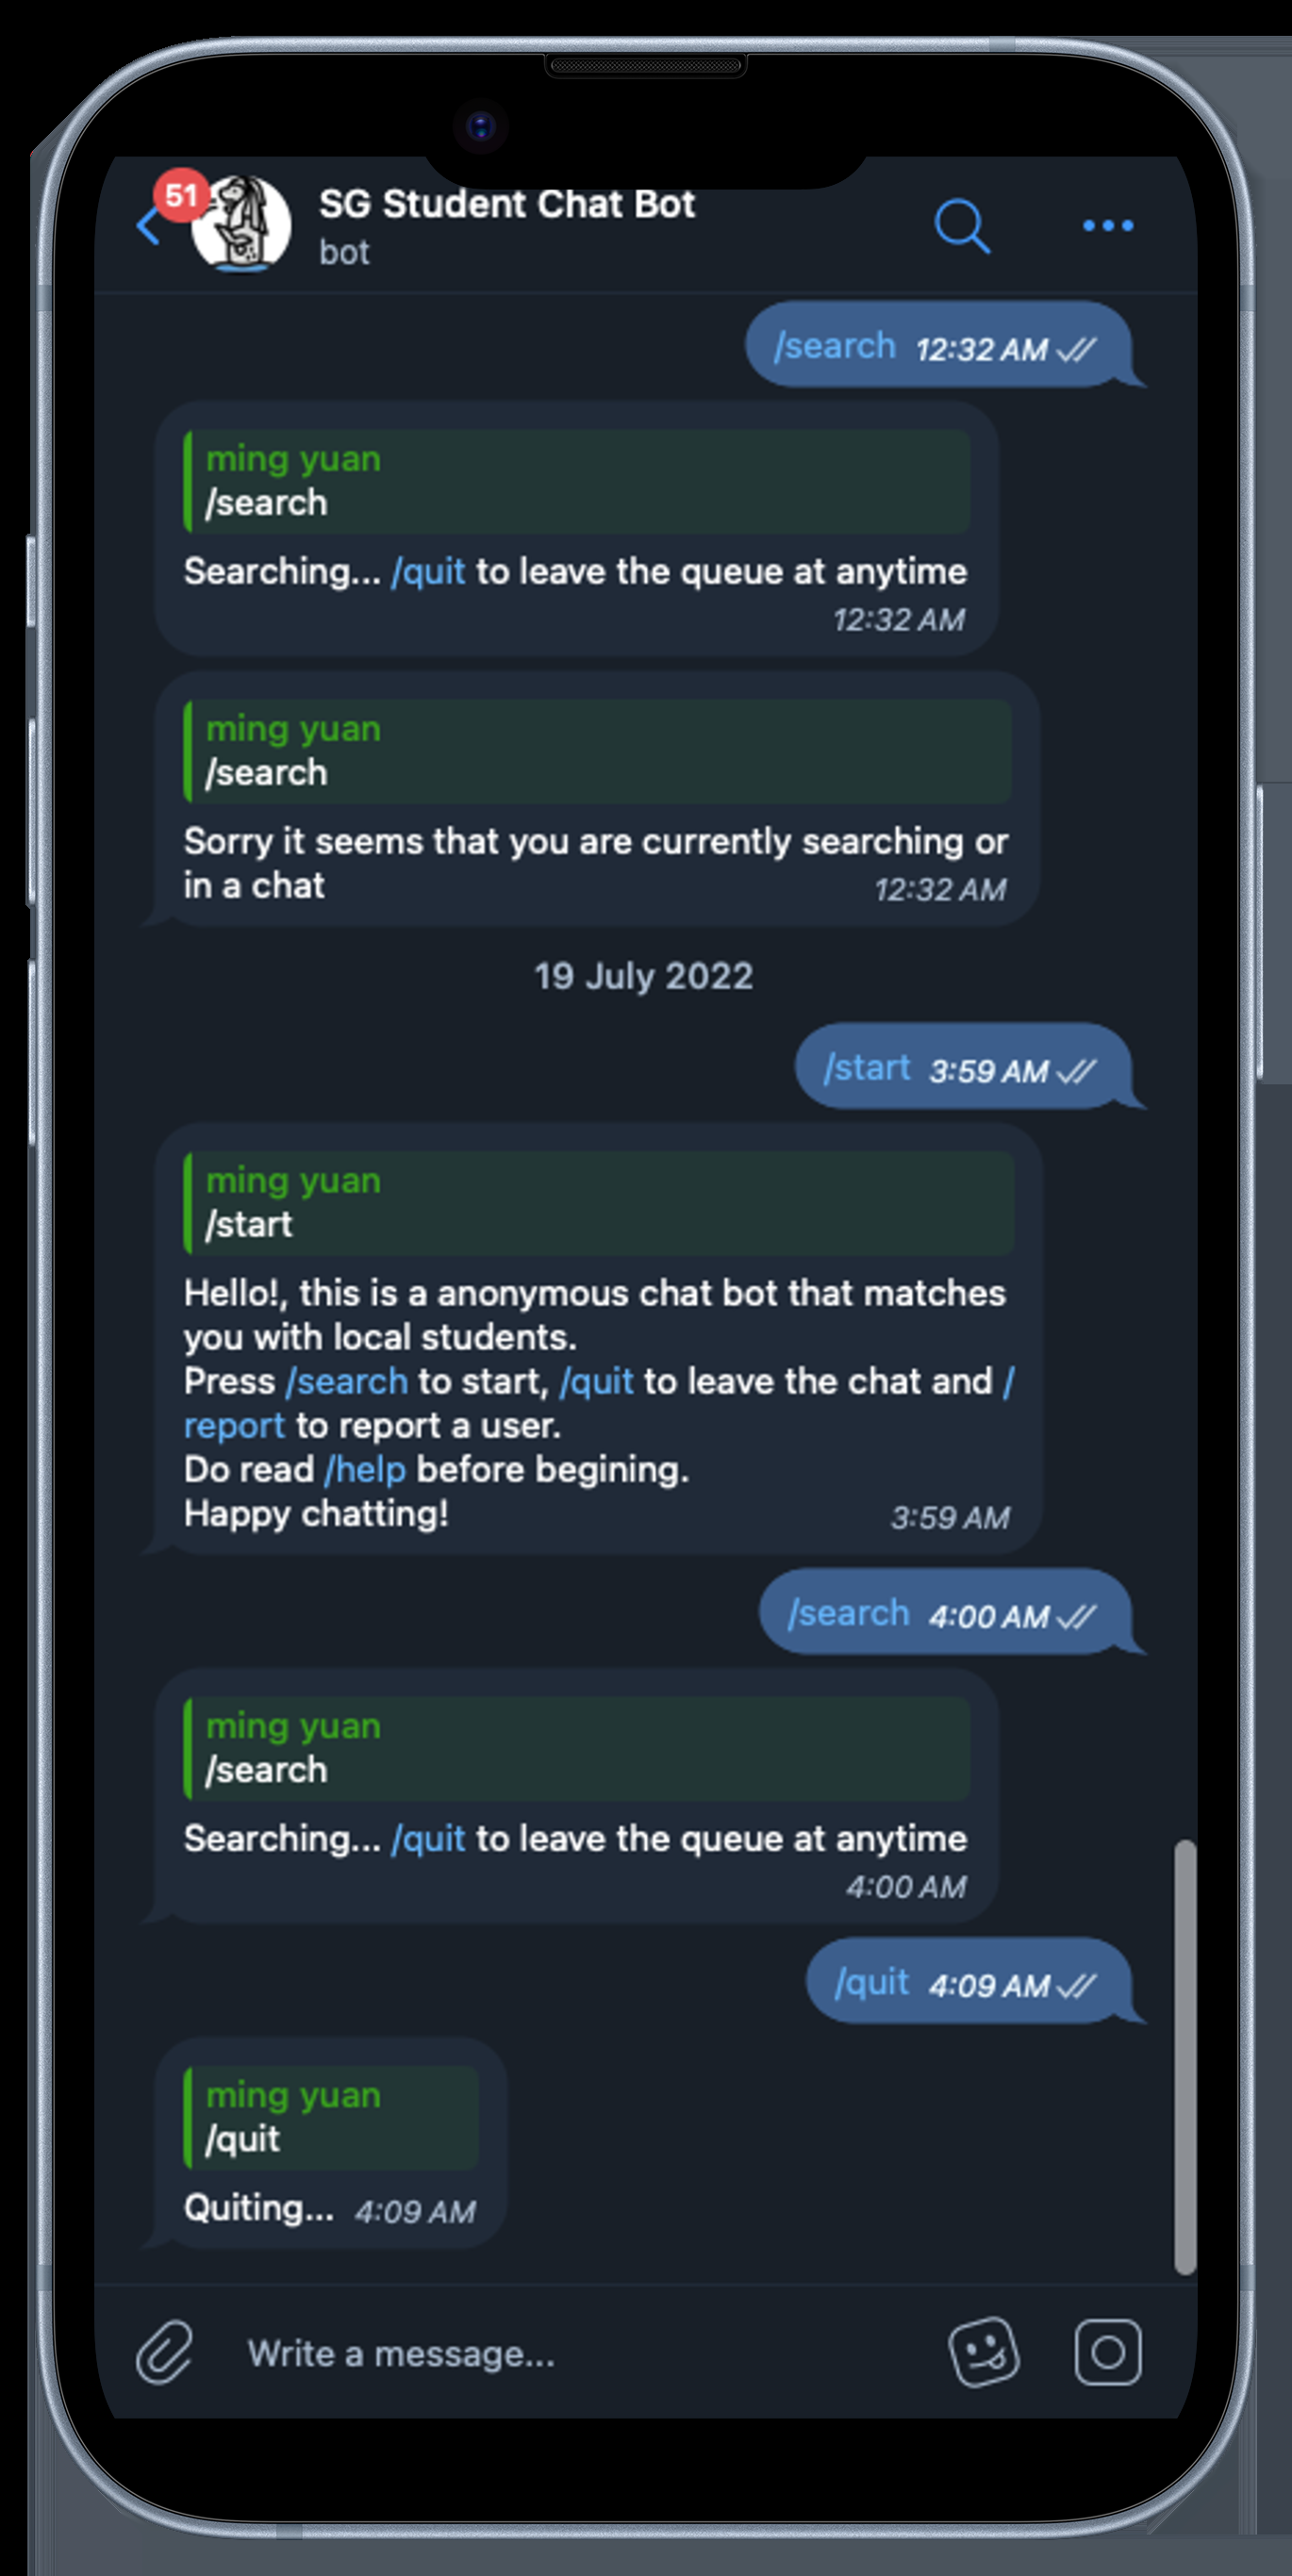 51
SG Student Chat Bot
bot
/search 12:32 AM
ming yuan
/search
Searching... /quit to leave the queue at anytime
12:32 AM
ming yuan
/search
Sorry it seems that you are currently searching or
in a chat 12:32 AM
19 July 2022
/start 3:59 AM
ming yuan
/start
Hello!, this is a anonymous chat bot that matches
you with local students.
Press /search to start, /quit to leave the chat and /
report to report a user.
Do read /help before begining.
Happy chatting! 3:59 AM
/search 4:00 AM
ming yuan
/search
Searching... /quit to leave the queue at anytime
4:00 AM
/quit 4:09 AM
ming yuan
/quit
Quiting... 4:09 AM
Write a message...